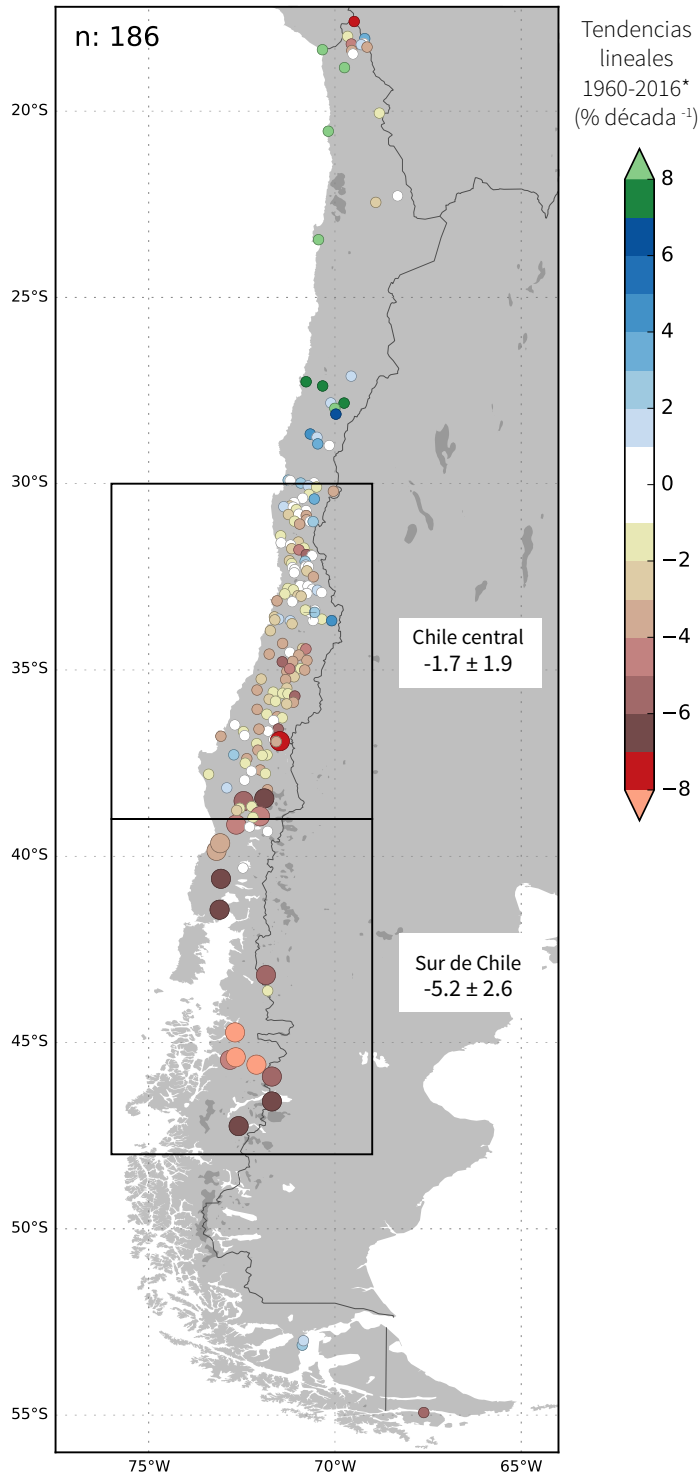 n: 186
Tendencias
lineales
1960-2016*
(% década ⁻¹)
8
6
4
2
0
−2
−4
−6
−8
20°S
25°S
30°S
35°S
40°S
45°S
50°S
55°S
Chile central
-1.7 ± 1.9
Sur de Chile
-5.2 ± 2.6
75°W
70°W
65°W